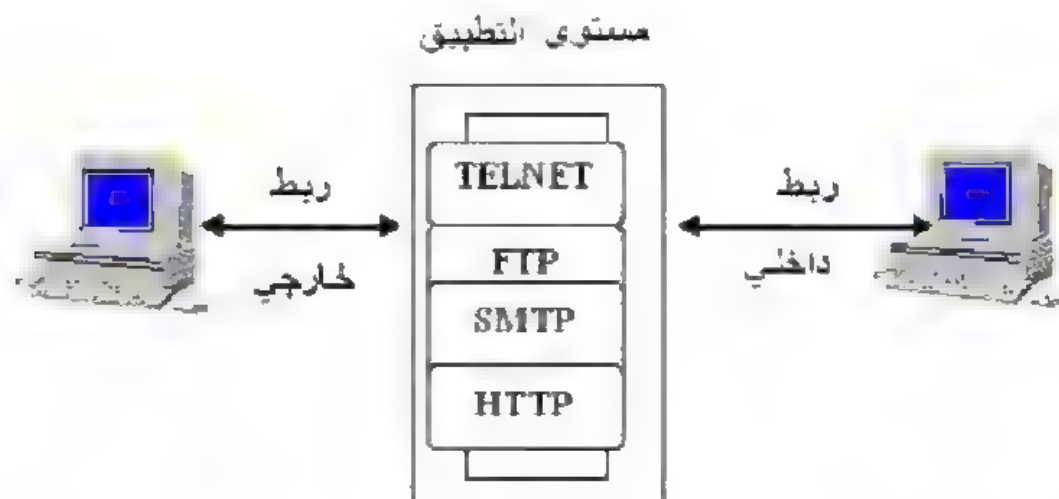 مستوى التطبيق
TELNET
FTP
SMTP
HTTP
ربط
خارجي
ربط
داخلي